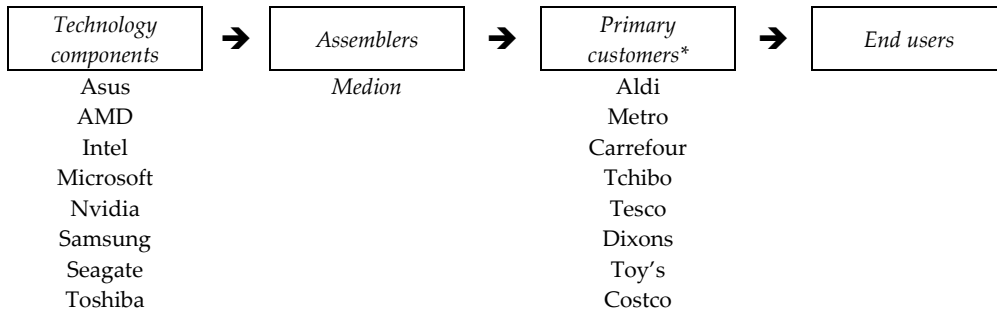 Technology
components
Assemblers
Primary
customers*
End users
Asus
Medion
Aldi
AMD
Metro
Intel
Carrefour
Microsoft
Tchibo
Nvidia
Tesco
Samsung
Dixons
Seagate
Toy's
Toshiba
Costco